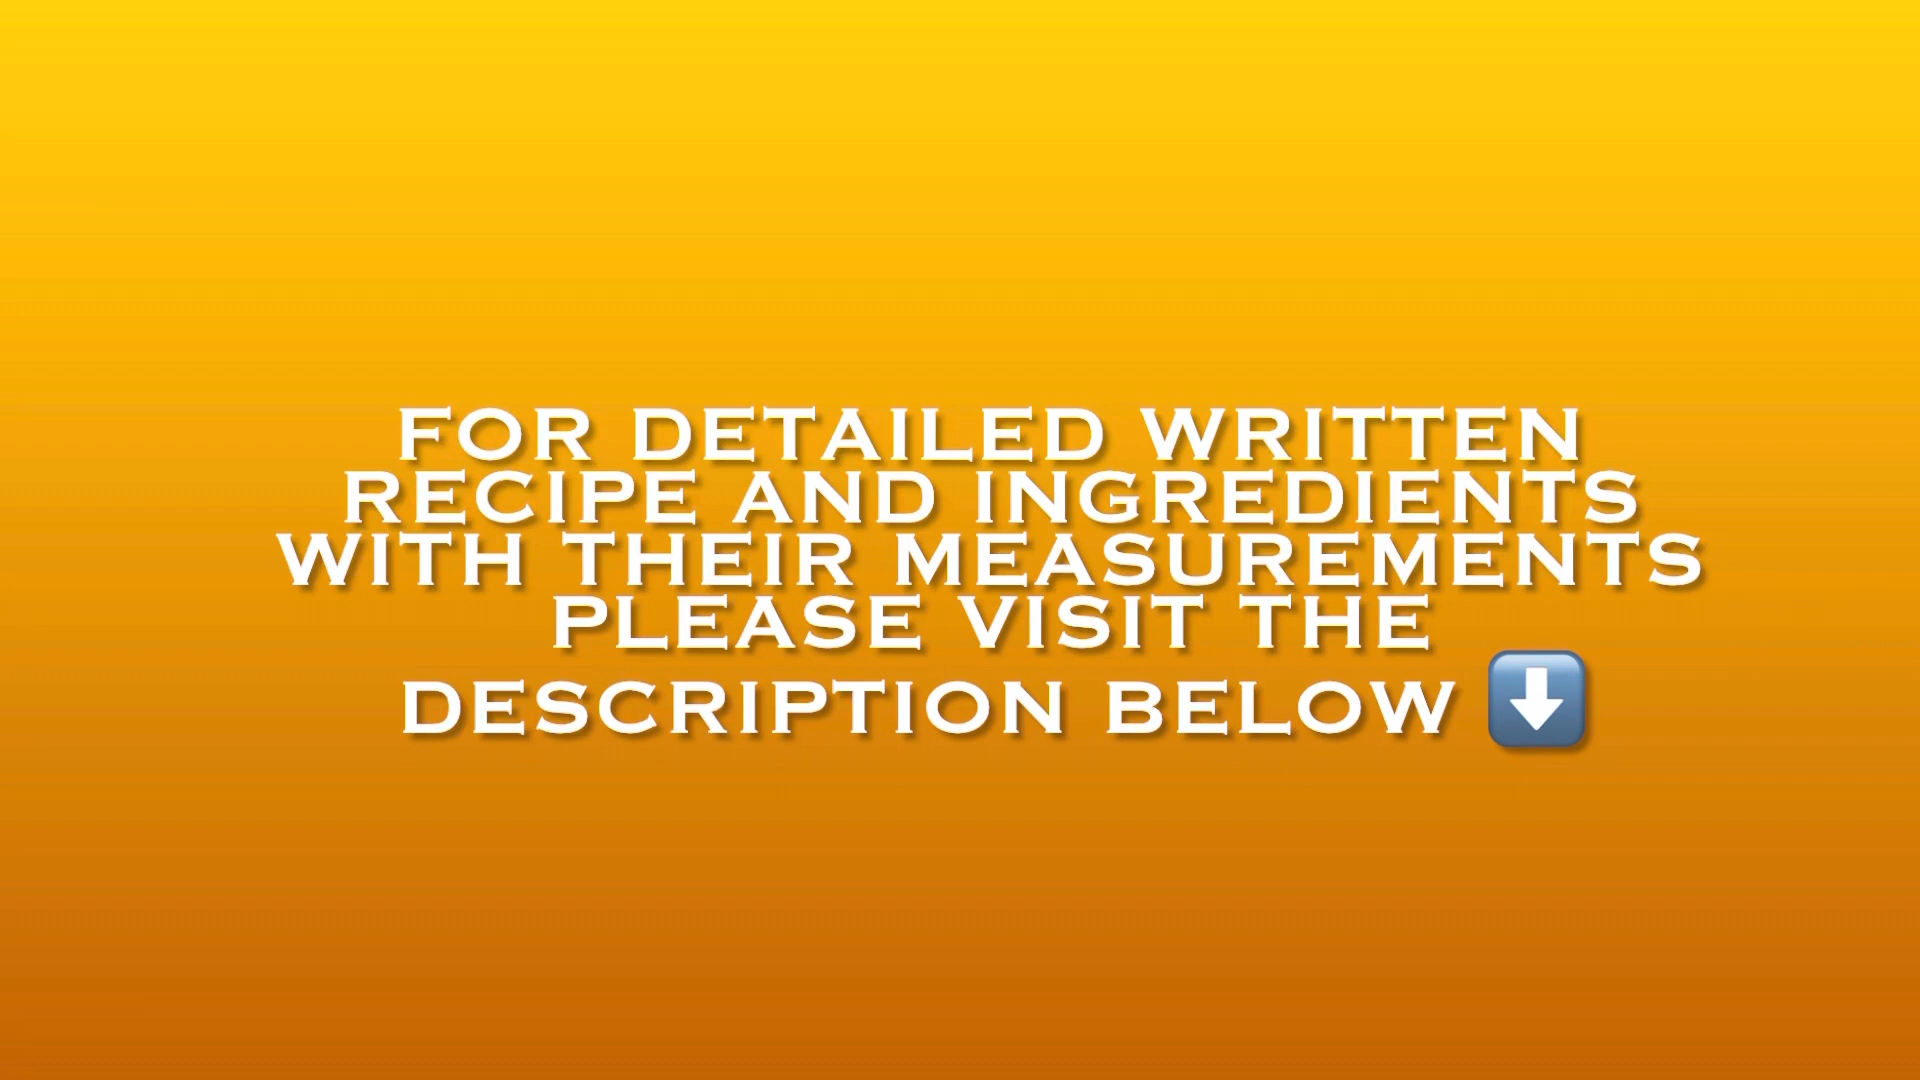 FOR DETAILED WRITTEN
RECIPE AND INGREDIENTS
WITH THEIR MEASUREMENTS
PLEASE VISIT THE
DESCRIPTION BELOW ⬇️